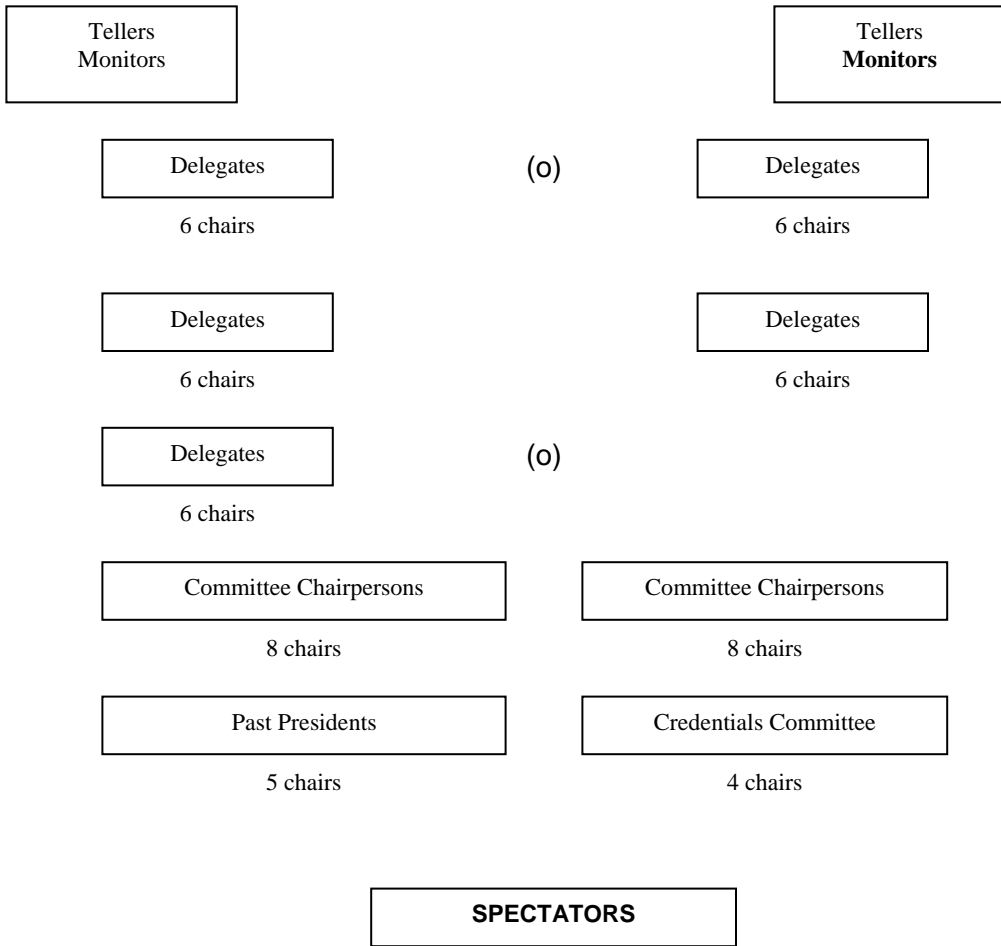 Tellers
Monitors
Tellers
Monitors
Delegates
(o)
Delegates
6 chairs
6 chairs
Delegates
Delegates
6 chairs
6 chairs
Delegates
(o)
6 chairs
Committee Chairpersons
Committee Chairpersons
8 chairs
8 chairs
Past Presidents
Credentials Committee
5 chairs
4 chairs
SPECTATORS